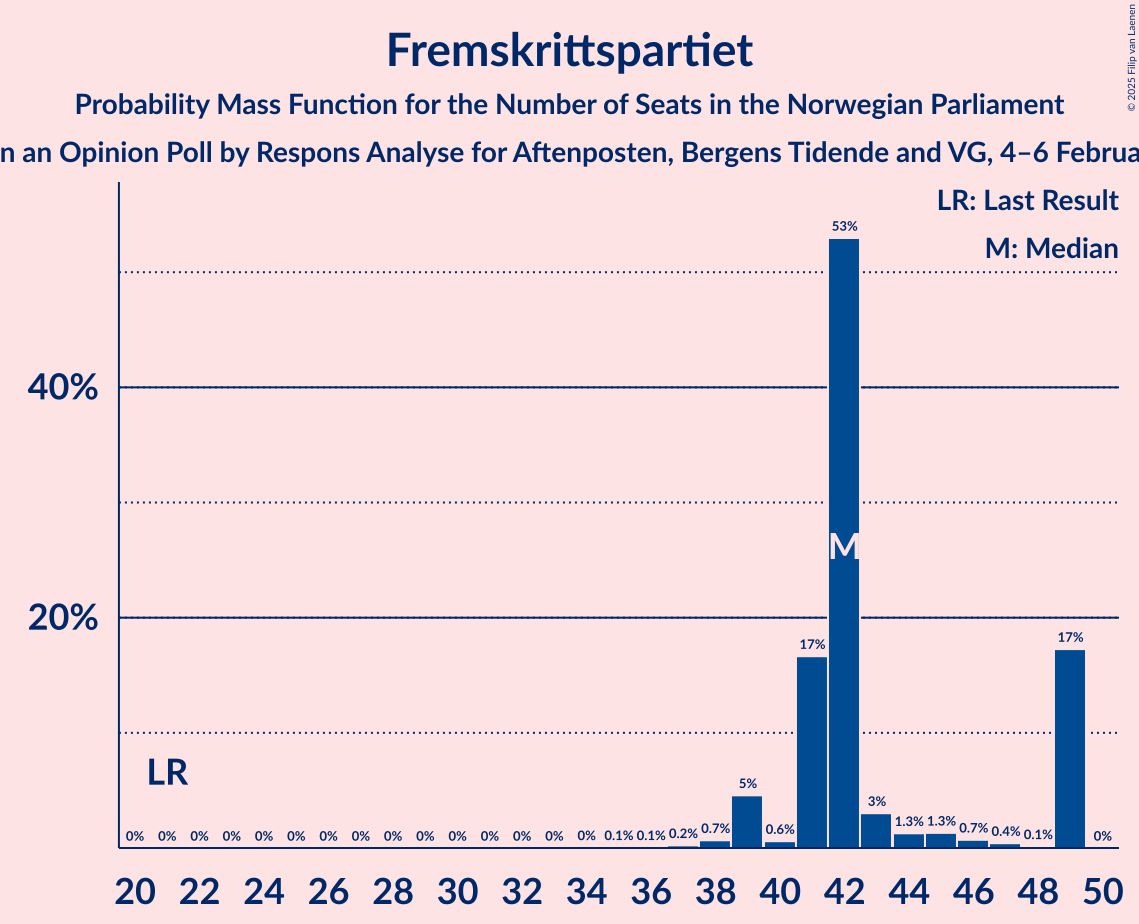 Fremskrittspartiet
Probability Mass Function for the Number of Seats in the Norwegian Parliament
n an Opinion Poll by Respons Analyse for Aftenposten, Bergens Tidende and VG, 4–6 Februa
© 2025 Filip van Laenen
LR: Last Result
M: Median
53%
40%
M
20%
17%
17%
LR
5%
3%
0% 0% 0% 0% 0% 0% 0% 0% 0% 0% 0% 0% 0% 0% 0% 0.1% 0.1% 0.2% 0.7% 0.6% 1.3% 1.3% 0.7% 0.4% 0.1% 0%
20 22 24 26 28 30 32 34 36 38 40 42 44 46 48 50